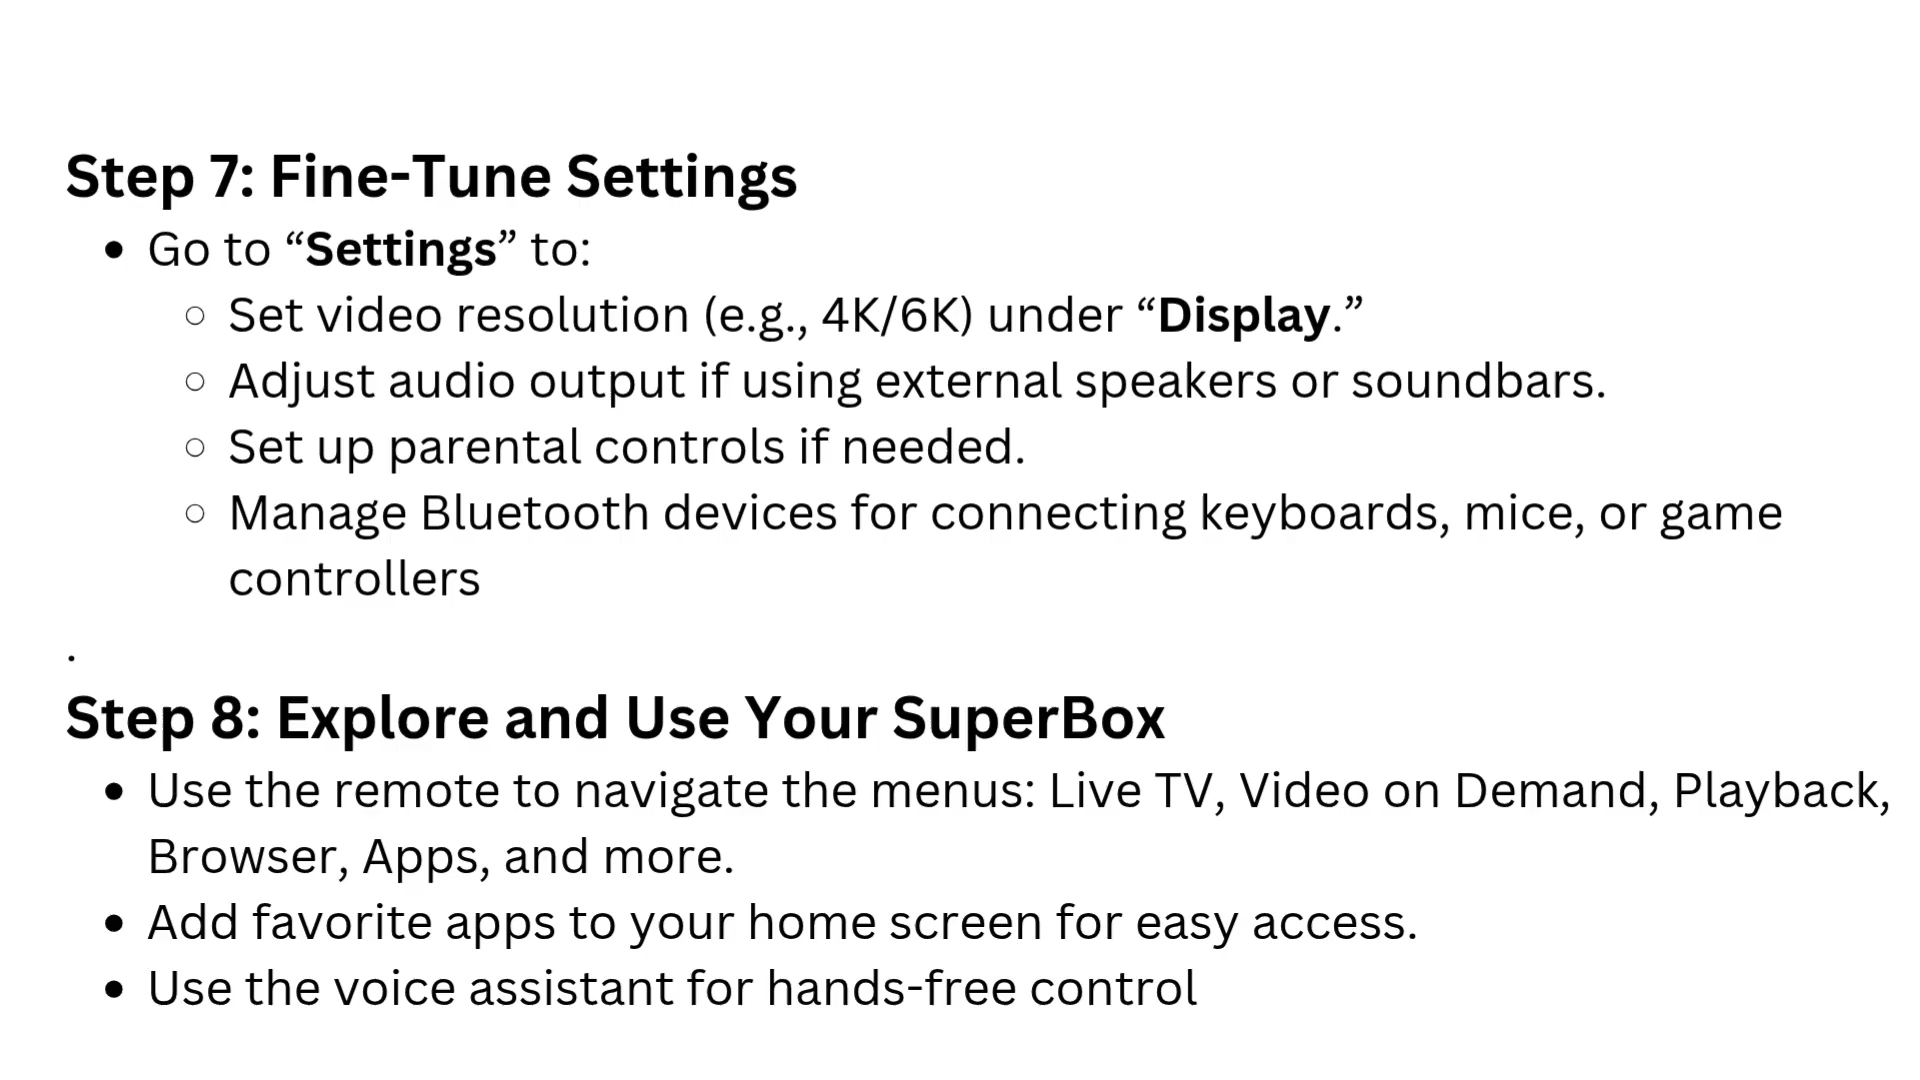 Step 7: Fine-Tune Settings
• Go to “Settings” to:
○ Set video resolution (e.g., 4K/6K) under “Display.”
○ Adjust audio output if using external speakers or soundbars.
○ Set up parental controls if needed.
○ Manage Bluetooth devices for connecting keyboards, mice, or game
controllers
.
Step 8: Explore and Use Your SuperBox
• Use the remote to navigate the menus: Live TV, Video on Demand, Playback,
Browser, Apps, and more.
• Add favorite apps to your home screen for easy access.
• Use the voice assistant for hands-free control